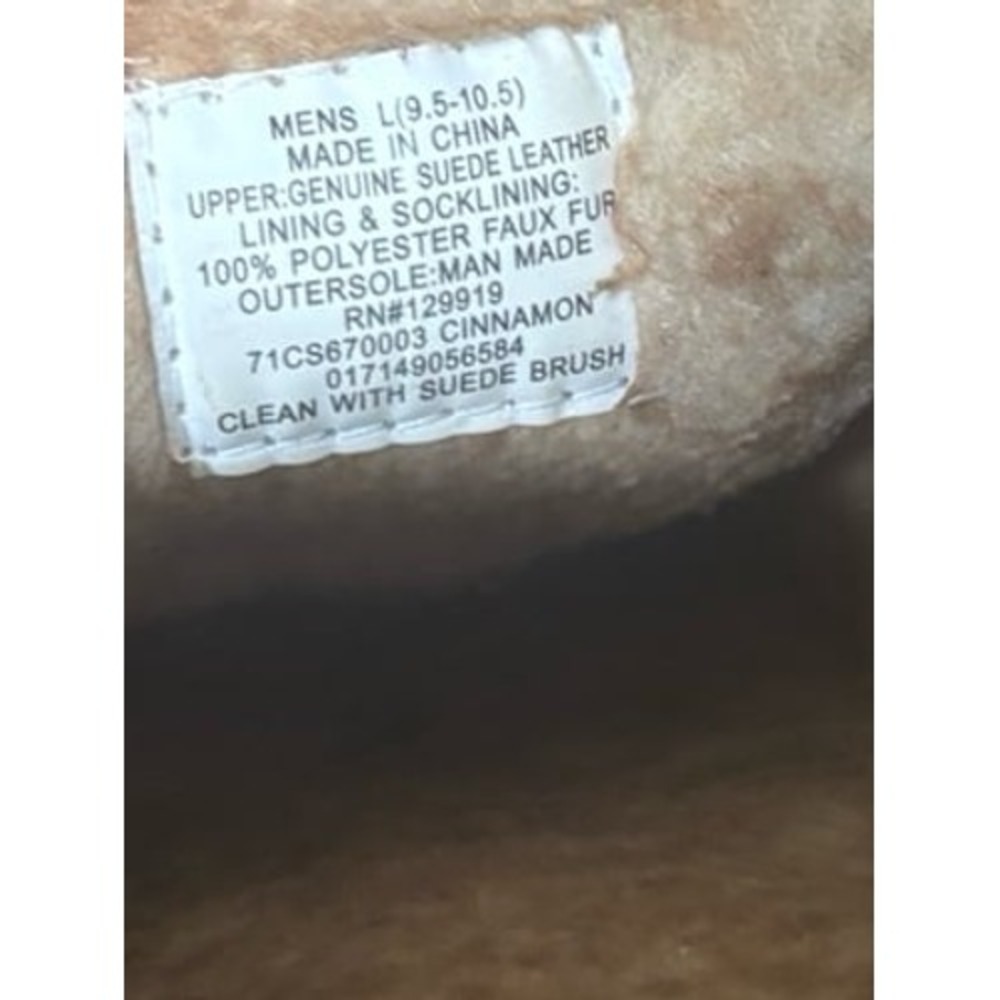 MENS L(9.5-10.5)
MADE IN CHINA
UPPER:GENUINE SUEDE LEATHER
LINING & SOCKLINING:
100% POLYESTER FAUX FUR
OUTERSOLE:MAN MADE
RN#129919
71CS670003 CINNAMON
017149056584
CLEAN WITH SUEDE BRUSH